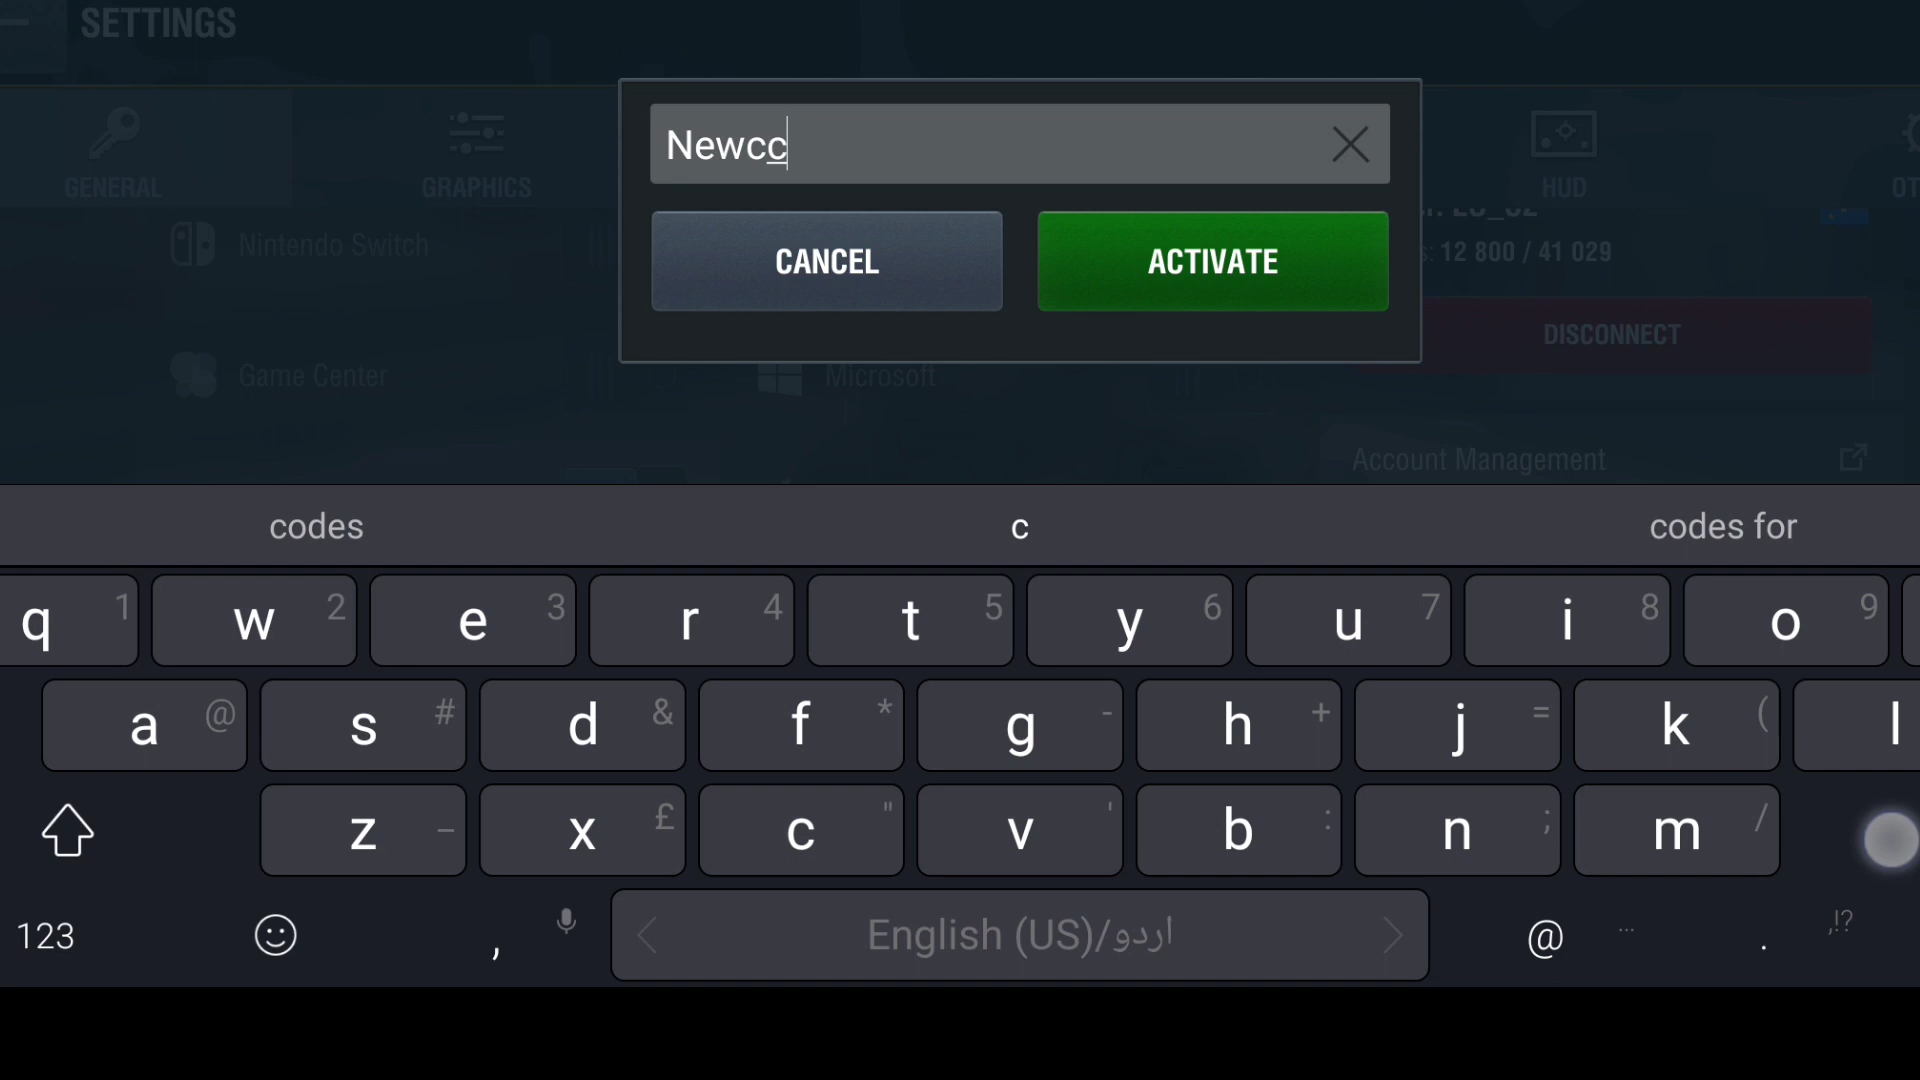 SETTINGS
Newcc
GENERAL
GRAPHICS
HUD
CANCEL
ACTIVATE
Nintendo Switch
12 800 / 41 029
DISCONNECT
Game Center
Microsoft
Account Management
codes
c
codes for
q 1 w 2 e 3 r 4 t 5 y 6 u 7 i 8 o 9
a @ s # d & f * g - h + j = k ( l
z _ x £ c " v ' b : n ; m /
123 , English (US)/اردو @ ... . ,!?